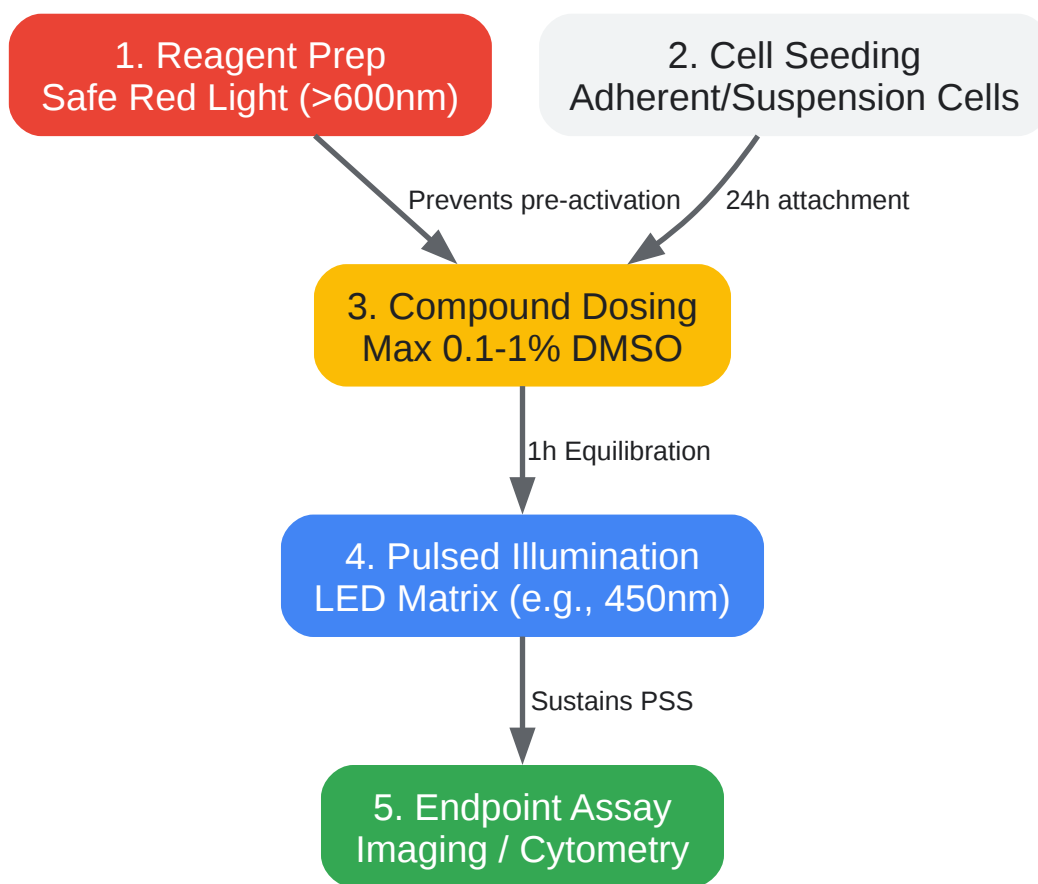 1. Reagent Prep
Safe Red Light (>600nm)
2. Cell Seeding
Adherent/Suspension Cells
Prevents pre-activation
24h attachment
3. Compound Dosing
Max 0.1-1% DMSO
1h Equilibration
4. Pulsed Illumination
LED Matrix (e.g., 450nm)
Sustains PSS
5. Endpoint Assay
Imaging / Cytometry